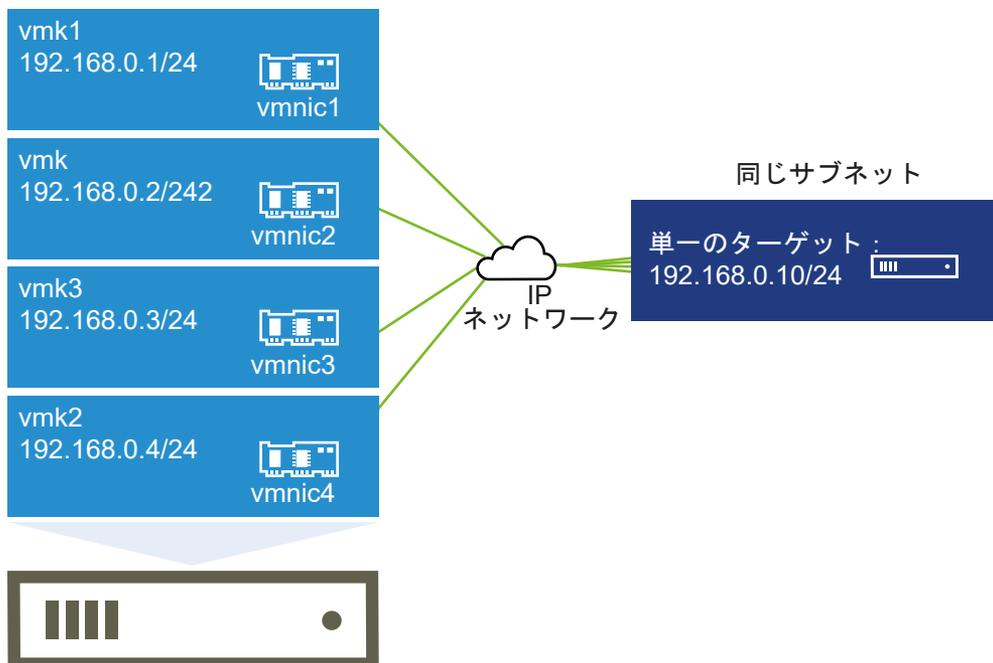 vmk1
192.168.0.1/24
vmnic1
vmk
192.168.0.2/242
vmnic2
vmk3
192.168.0.3/24
vmnic3
vmk2
192.168.0.4/24
vmnic4
IP
ネットワーク
同じサブネット
単一のターゲット：
192.168.0.10/24